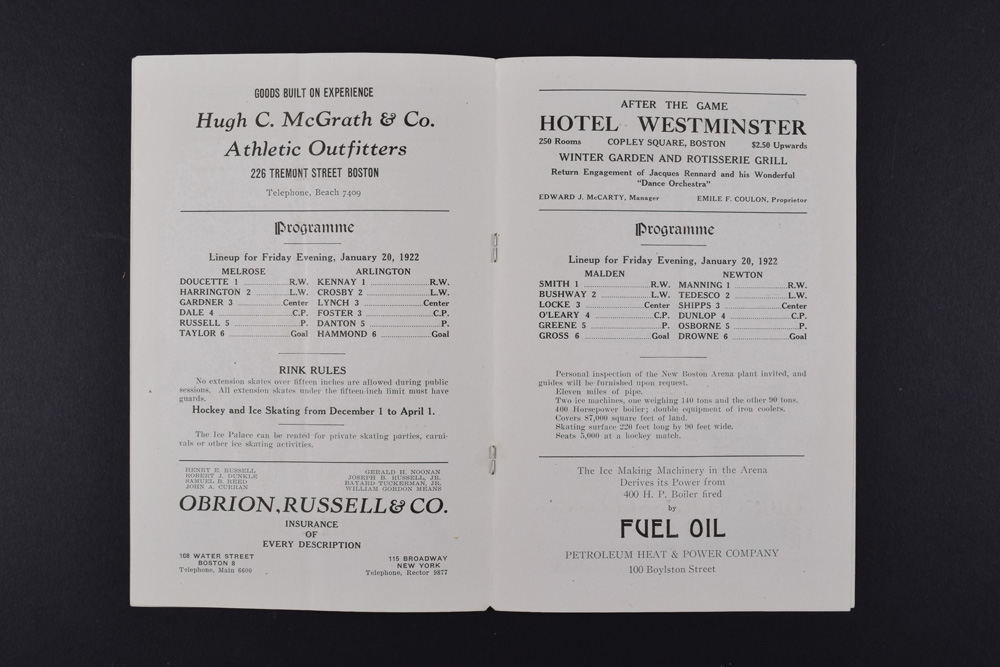 GOODS BUILT ON EXPERIENCE
Hugh C. McGrath & Co.
Athletic Outfitters
226 TREMONT STREET BOSTON
Telephone, Beach 7409
Programme
Lineup for Friday Evening, January 20, 1922
MELROSE ARLINGTON
DOUCETTE 1 R.W. KENNAY 1 R.W.
HARRINGTON 2 L.W. CROSBY 2 L.W.
GARDNER 3 Center LYNCH 3 Center
DALE 4 C.P. FOSTER 3 C.P.
RUSSELL 5 P. DANTON 5 P.
TAYLOR 6 Goal HAMMOND 6 Goal
RINK RULES
No extension skates over fifteen inches are allowed during public
sessions. All extension skates under the fifteen-inch limit must have
guards.
Hockey and Ice Skating from December 1 to April 1.
The Ice Palace can be rented for private skating parties, carni-
vals or other ice skating activities.
HENRY E. RUSSELL GERALD H. NOONAN
ROBERT J. DUNKLE JOSEPH B. RUSSELL, JR.
SAMUEL B. REED BAYARD TUCKERMAN, JR.
JOHN A. CURRAN WILLIAM GORDON MEANS
OBRION, RUSSELL & CO.
INSURANCE
OF
EVERY DESCRIPTION
108 WATER STREET 115 BROADWAY
BOSTON 8 NEW YORK
Telephone, Main 6600 Telephone, Rector 9877
AFTER THE GAME
HOTEL WESTMINSTER
250 Rooms COPLEY SQUARE, BOSTON $2.50 Upwards
WINTER GARDEN AND ROTISSERIE GRILL
Return Engagement of Jacques Rennard and his Wonderful
"Dance Orchestra"
EDWARD J. McCARTY, Manager EMILE F. COULON, Proprietor
Programme
Lineup for Friday Evening, January 20, 1922
MALDEN NEWTON
SMITH 1 R.W. MANNING 1 R.W.
BUSHWAY 2 L.W. TEDESCO 2 L.W.
LOCKE 3 Center SHIPPS 3 Center
O'LEARY 4 C.P. DUNLOP 4 C.P.
GREENE 5 P. OSBORNE 5 P.
GROSS 6 Goal DROWNE 6 Goal
Personal inspection of the New Boston Arena plant invited, and
guides will be furnished upon request.
Eleven miles of pipe.
Two ice machines, one weighing 140 tons and the other 90 tons.
400 Horsepower boiler; double equipment of iron coolers.
Covers 87,000 square feet of land.
Skating surface 220 feet long by 90 feet wide.
Seats 5,000 at a hockey match.
The Ice Making Machinery in the Arena
Derives its Power from
400 H. P. Boiler fired
by
FUEL OIL
PETROLEUM HEAT & POWER COMPANY
100 Boylston Street